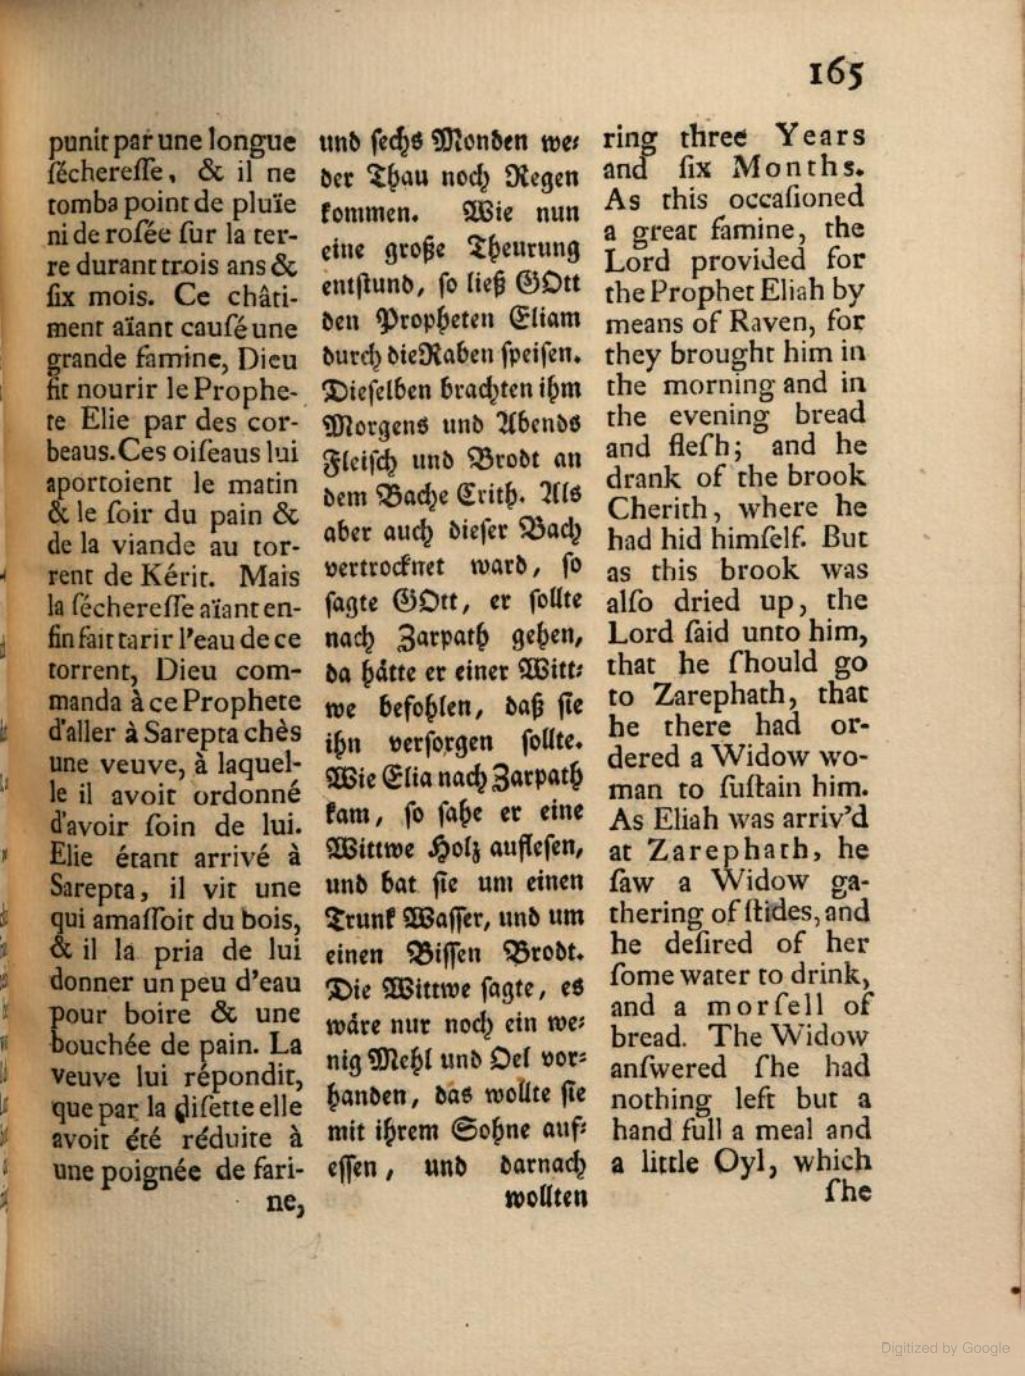 165
punit par une longue
ſéchereſſe, & il ne
tomba point de pluïe
ni de roſée ſur la ter-
re durant trois ans &
ſix mois. Ce châti-
ment aïant cauſé une
grande famine, Dieu
fit nourir le Prophe-
te Elie par des cor-
beaus. Ces oiſeaus lui
aportoient le matin
& le ſoir du pain &
de la viande au tor-
rent de Kérit. Mais
la ſéchereſſe aïant en-
fin fait tarir l'eau de ce
torrent, Dieu com-
manda à ce Prophete
d'aller à Sarepta chès
une veuve, à laquel-
le il avoit ordonné
d'avoir ſoin de lui.
Elie étant arrivé à
Sarepta, il vit une
qui amaſſoit du bois,
& il la pria de lui
donner un peu d'eau
pour boire & une
bouchée de pain. La
veuve lui répondit,
que par la diſette elle
avoit été réduite à
une poignée de fari-
ne,
und ſechs Monden we⸗
der Thau noch Regen
kommen. Wie nun
eine große Theurung
entſtund, ſo ließ GOtt
den Propheten Eliam
durch die Raben ſpeiſen.
Dieſelben brachten ihm
Morgens und Abends
Fleiſch und Brodt an
dem Bache Crith. Als
aber auch dieſer Bach
vertrocknet ward, ſo
ſagte GOtt, er ſollte
nach Zarpath gehen,
da hätte er einer Witt⸗
we befohlen, daß ſie
ihn verſorgen ſollte.
Wie Elia nach Zarpath
kam, ſo ſahe er eine
Wittwe Holz aufleſen,
und bat ſie um einen
Trunk Waſſer, und um
einen Biſſen Brodt.
Die Wittwe ſagte, es
wäre nur noch ein we⸗
nig Mehl und Oel vor⸗
handen, das wollte ſie
mit ihrem Sohne auf⸗
eſſen, und darnach
wollten
ring three Years
and ſix Months.
As this occaſioned
a great famine, the
Lord provided for
the Prophet Eliah by
means of Raven, for
they brought him in
the morning and in
the evening bread
and fleſh; and he
drank of the brook
Cherith, where he
had hid himſelf. But
as this brook was
alſo dried up, the
Lord ſaid unto him,
that he ſhould go
to Zarephath, that
he there had or-
dered a Widow wo-
man to ſuſtain him.
As Eliah was arriv'd
at Zarephath, he
ſaw a Widow ga-
thering of ſtides, and
he deſired of her
ſome water to drink,
and a morſell of
bread. The Widow
anſwered ſhe had
nothing left but a
hand full a meal and
a little Oyl, which
ſhe
Digitized by Google